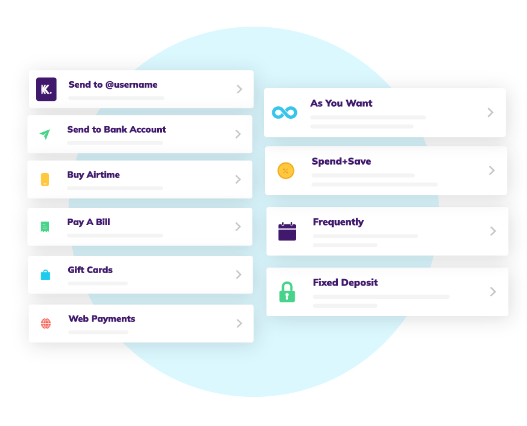 K.
Send to @username
Send to Bank Account
Buy Airtime
Pay A Bill
Gift Cards
Web Payments
As You Want
Spend+Save
Frequently
Fixed Deposit